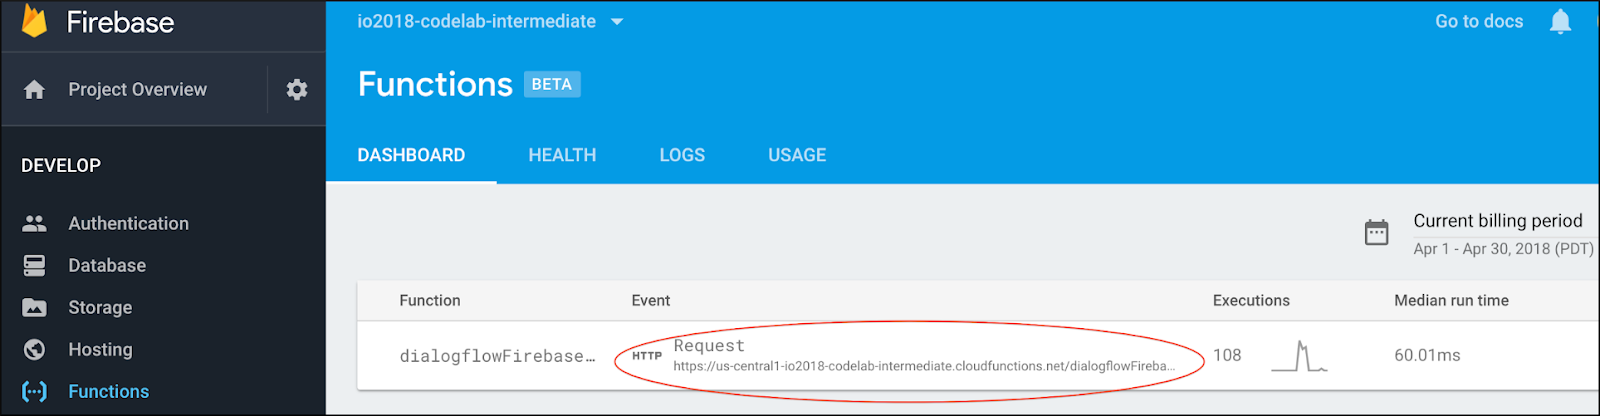 Firebase
io2018-codelab-intermediate
Go to docs
Project Overview
Functions BETA
DASHBOARD HEALTH LOGS USAGE
DEVELOP
Authentication
Database
Storage
Hosting
Functions
Current billing period
Apr 1 - Apr 30, 2018 (PDT)
Function Event Executions Median run time
dialogflowFirebase… HTTP Request 108 60.01ms
https://us-central1-io2018-codelab-intermediate.cloudfunctions.net/dialogflowFireba…